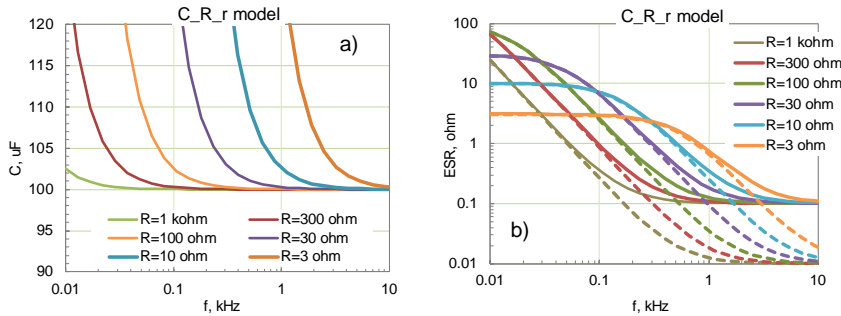 C_R_r model
120
115
110
105
100
95
90
C, uF
a)
R=1 kohm
R=300 ohm
R=100 ohm
R=30 ohm
R=10 ohm
R=3 ohm
0.01
0.1
1
10
f, kHz
C_R_r model
100
10
1
0.1
0.01
ESR, ohm
R=1 kohm
R=300 ohm
R=100 ohm
R=30 ohm
R=10 ohm
R=3 ohm
b)
0.01
0.1
1
10
f, kHz